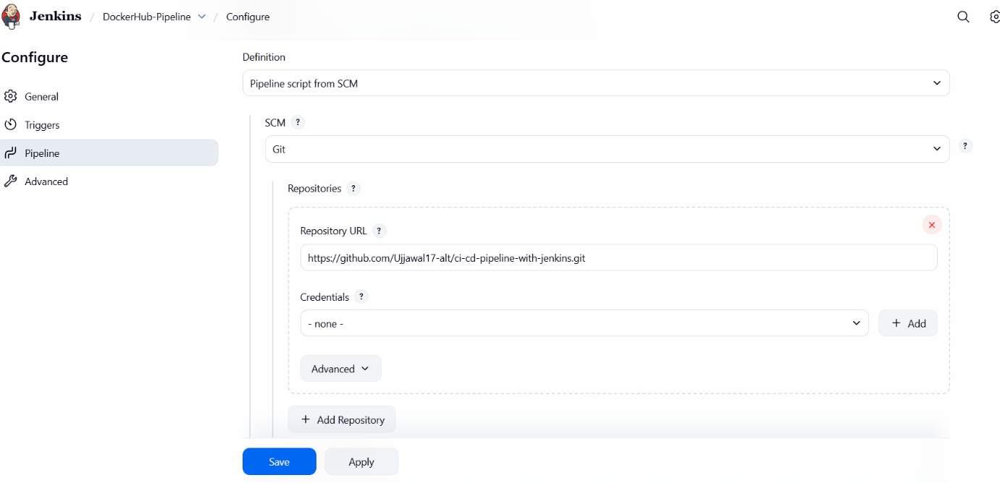 Jenkins / DockerHub-Pipeline / Configure
Configure
General
Triggers
Pipeline
Advanced
Definition
Pipeline script from SCM
SCM ?
Git
?
Repositories ?
Repository URL ?
https://github.com/Ujjawal17-alt/ci-cd-pipeline-with-jenkins.git
Credentials ?
- none -
+ Add
Advanced
+ Add Repository
Save Apply